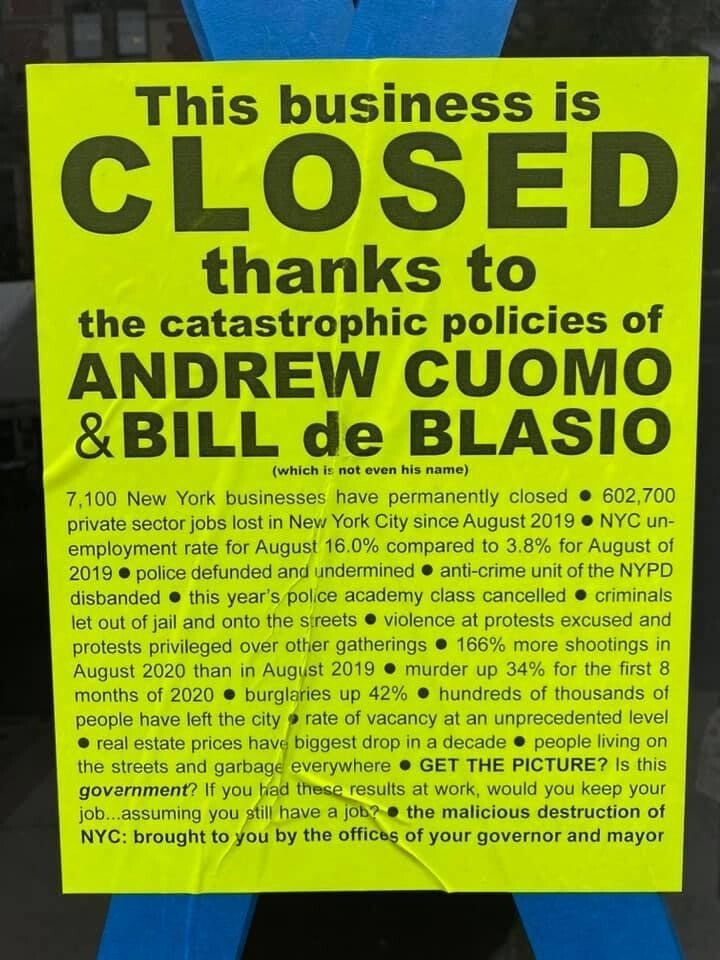 This business is
CLOSED
thanks to
the catastrophic policies of
ANDREW CUOMO
&BILL de BLASIO
(which is not even his name)
7,100 New York businesses have permanently closed ● 602,700
private sector jobs lost in New York City since August 2019 ● NYC un-
employment rate for August 16.0% compared to 3.8% for August of
2019 ● police defunded and undermined ● anti-crime unit of the NYPD
disbanded ● this year's police academy class cancelled ● criminals
let out of jail and onto the streets ● violence at protests excused and
protests privileged over other gatherings ● 166% more shootings in
August 2020 than in August 2019 ● murder up 34% for the first 8
months of 2020 ● burglaries up 42% ● hundreds of thousands of
people have left the city ● rate of vacancy at an unprecedented level
● real estate prices have biggest drop in a decade ● people living on
the streets and garbage everywhere ● GET THE PICTURE? Is this
government? If you had these results at work, would you keep your
job...assuming you still have a job? ● the malicious destruction of
NYC: brought to you by the offices of your governor and mayor